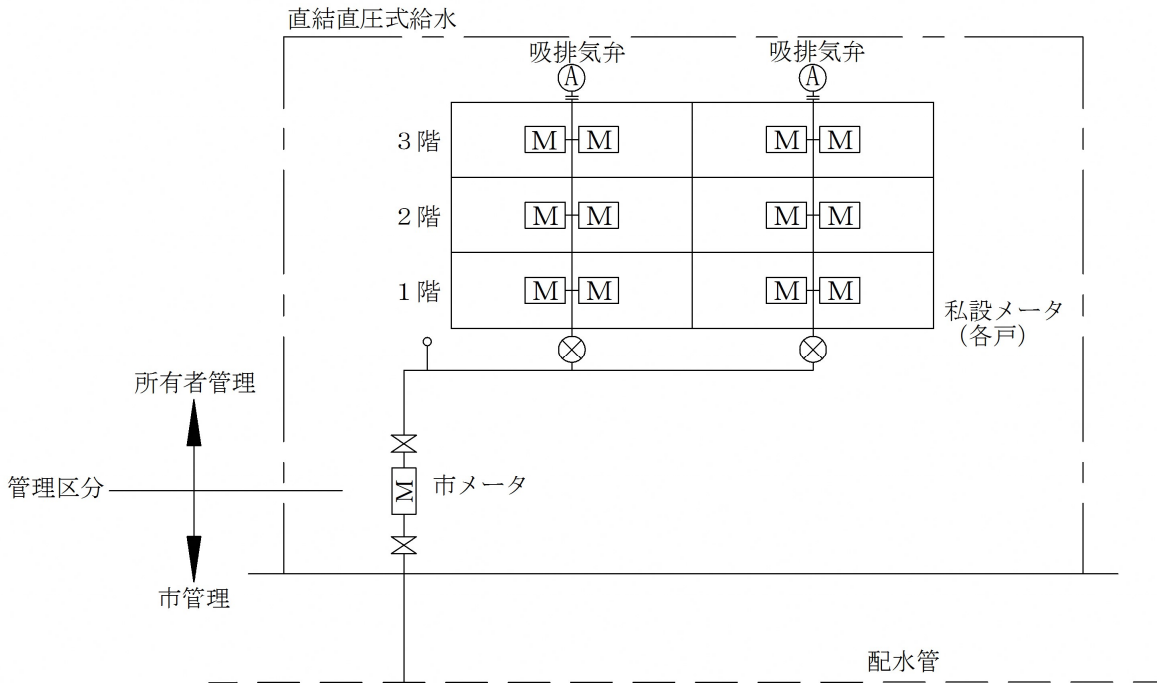 直結直圧式給水
吸排気弁 吸排気弁
A A
3階 M M M M
2階 M M M M
1階 M M M M
私設メータ
(各戸)
所有者管理
管理区分
M 市メータ
市管理
配水管